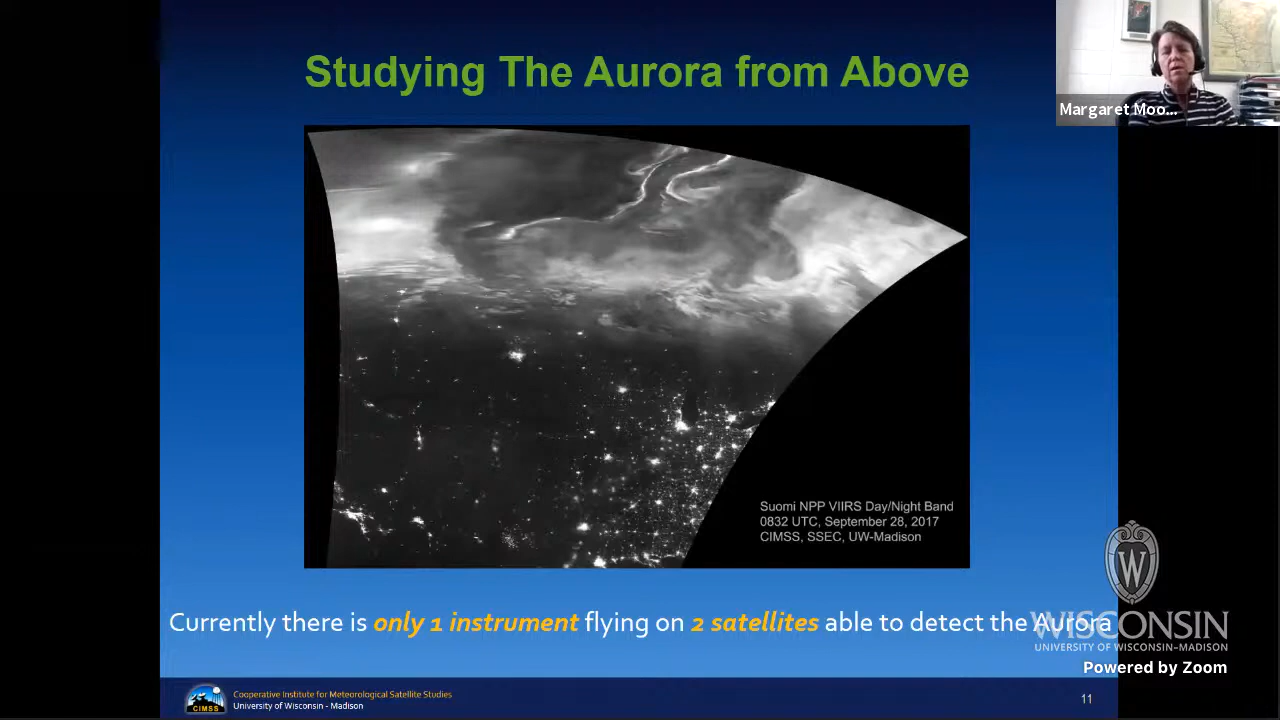 Studying The Aurora from Above
Margaret Moo...
Suomi NPP VIIRS Day/Night Band
0832 UTC, September 28, 2017
CIMSS, SSEC, UW-Madison
Currently there is only 1 instrument flying on 2 satellites able to detect the Aurora
W
WISCONSIN
UNIVERSITY OF WISCONSIN–MADISON
Powered by Zoom
CIMSS
Cooperative Institute for Meteorological Satellite Studies
University of Wisconsin - Madison
11